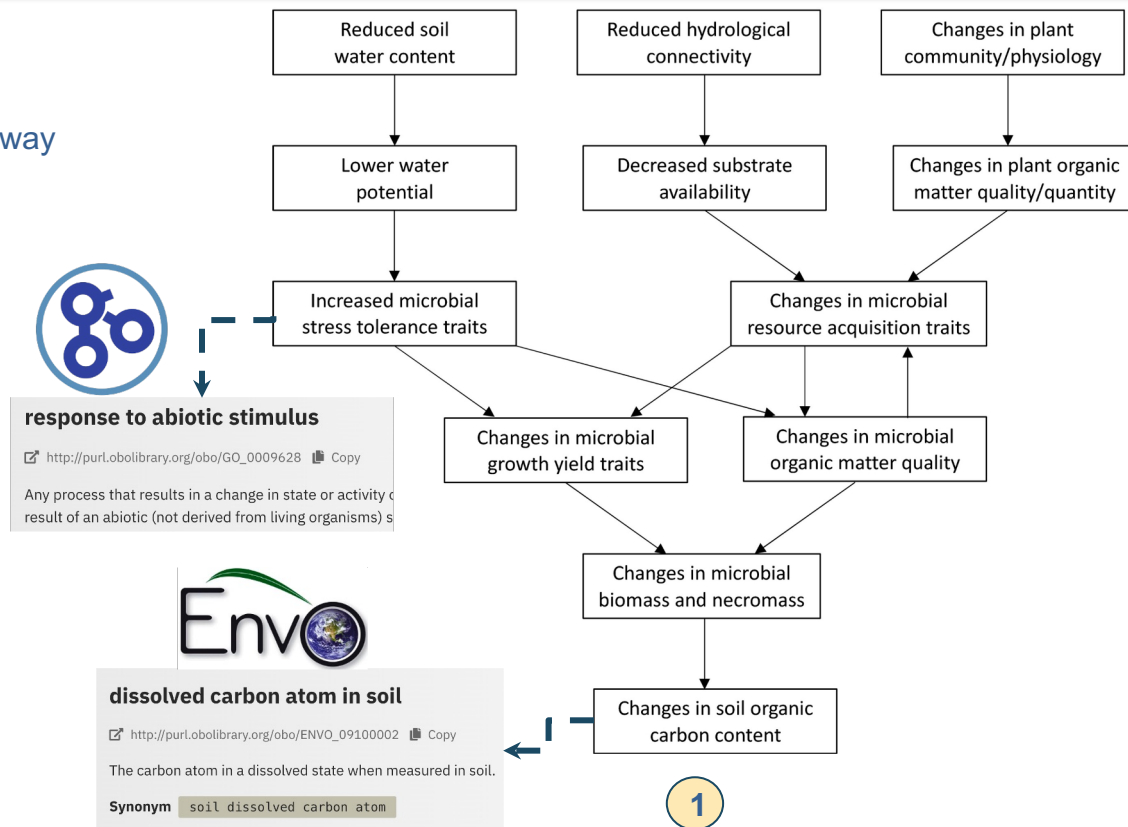 Reduced soil
water content
Reduced hydrological
connectivity
Changes in plant
community/physiology
way
Lower water
potential
Decreased substrate
availability
Changes in plant organic
matter quality/quantity
Increased microbial
stress tolerance traits
Changes in microbial
resource acquisition traits
response to abiotic stimulus
http://purl.obolibrary.org/obo/GO_0009628 Copy
Any process that results in a change in state or activity
result of an abiotic (not derived from living organisms) s
Changes in microbial
growth yield traits
Changes in microbial
organic matter quality
EnvO
Changes in microbial
biomass and necromass
dissolved carbon atom in soil
http://purl.obolibrary.org/obo/ENVO_09100002 Copy
The carbon atom in a dissolved state when measured in soil.
Synonym soil dissolved carbon atom
Changes in soil organic
carbon content
1